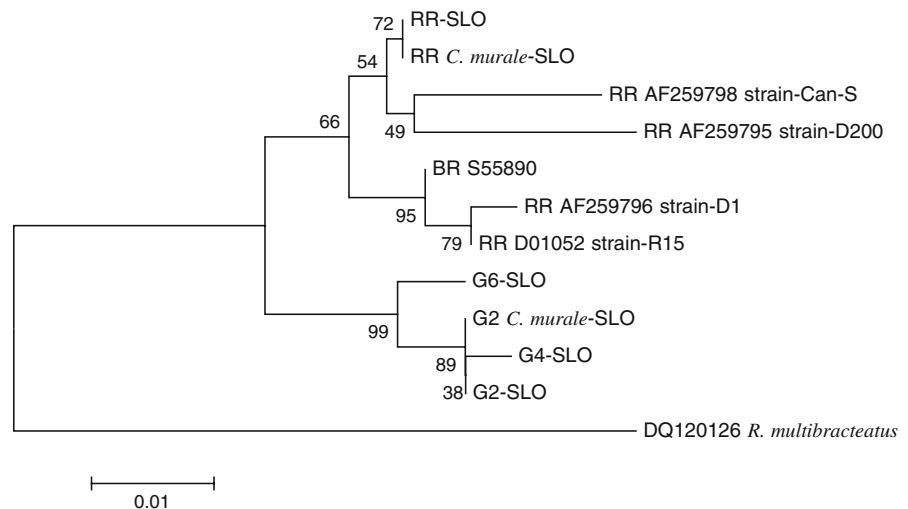 72
RR-SLO
RR C. murale-SLO
54
RR AF259798 strain-Can-S
49
RR AF259795 strain-D200
66
BR S55890
95
RR AF259796 strain-D1
79
RR D01052 strain-R15
G6-SLO
99
G2 C. murale-SLO
89
G4-SLO
38
G2-SLO
DQ120126 R. multibracteatus
0.01